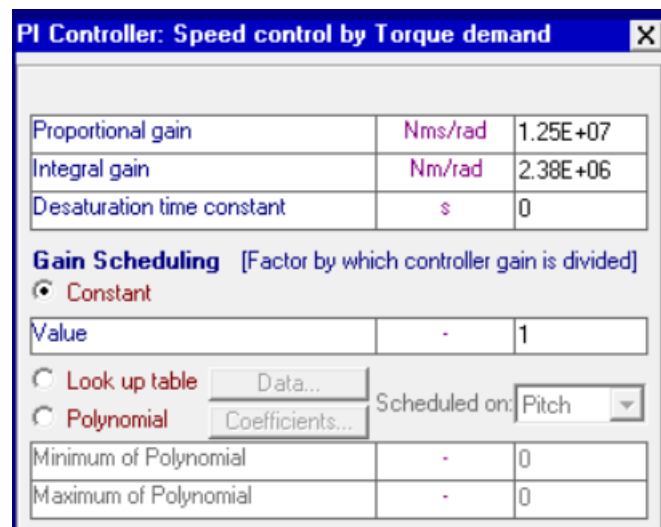 PI Controller: Speed control by Torque demand
Proportional gain Nms/rad 1.25E+07
Integral gain Nm/rad 2.38E+06
Desaturation time constant s 0
Gain Scheduling [Factor by which controller gain is divided]
Constant
Value - 1
Look up table Data...
Scheduled on: Pitch
Polynomial Coefficients...
Minimum of Polynomial - 0
Maximum of Polynomial - 0